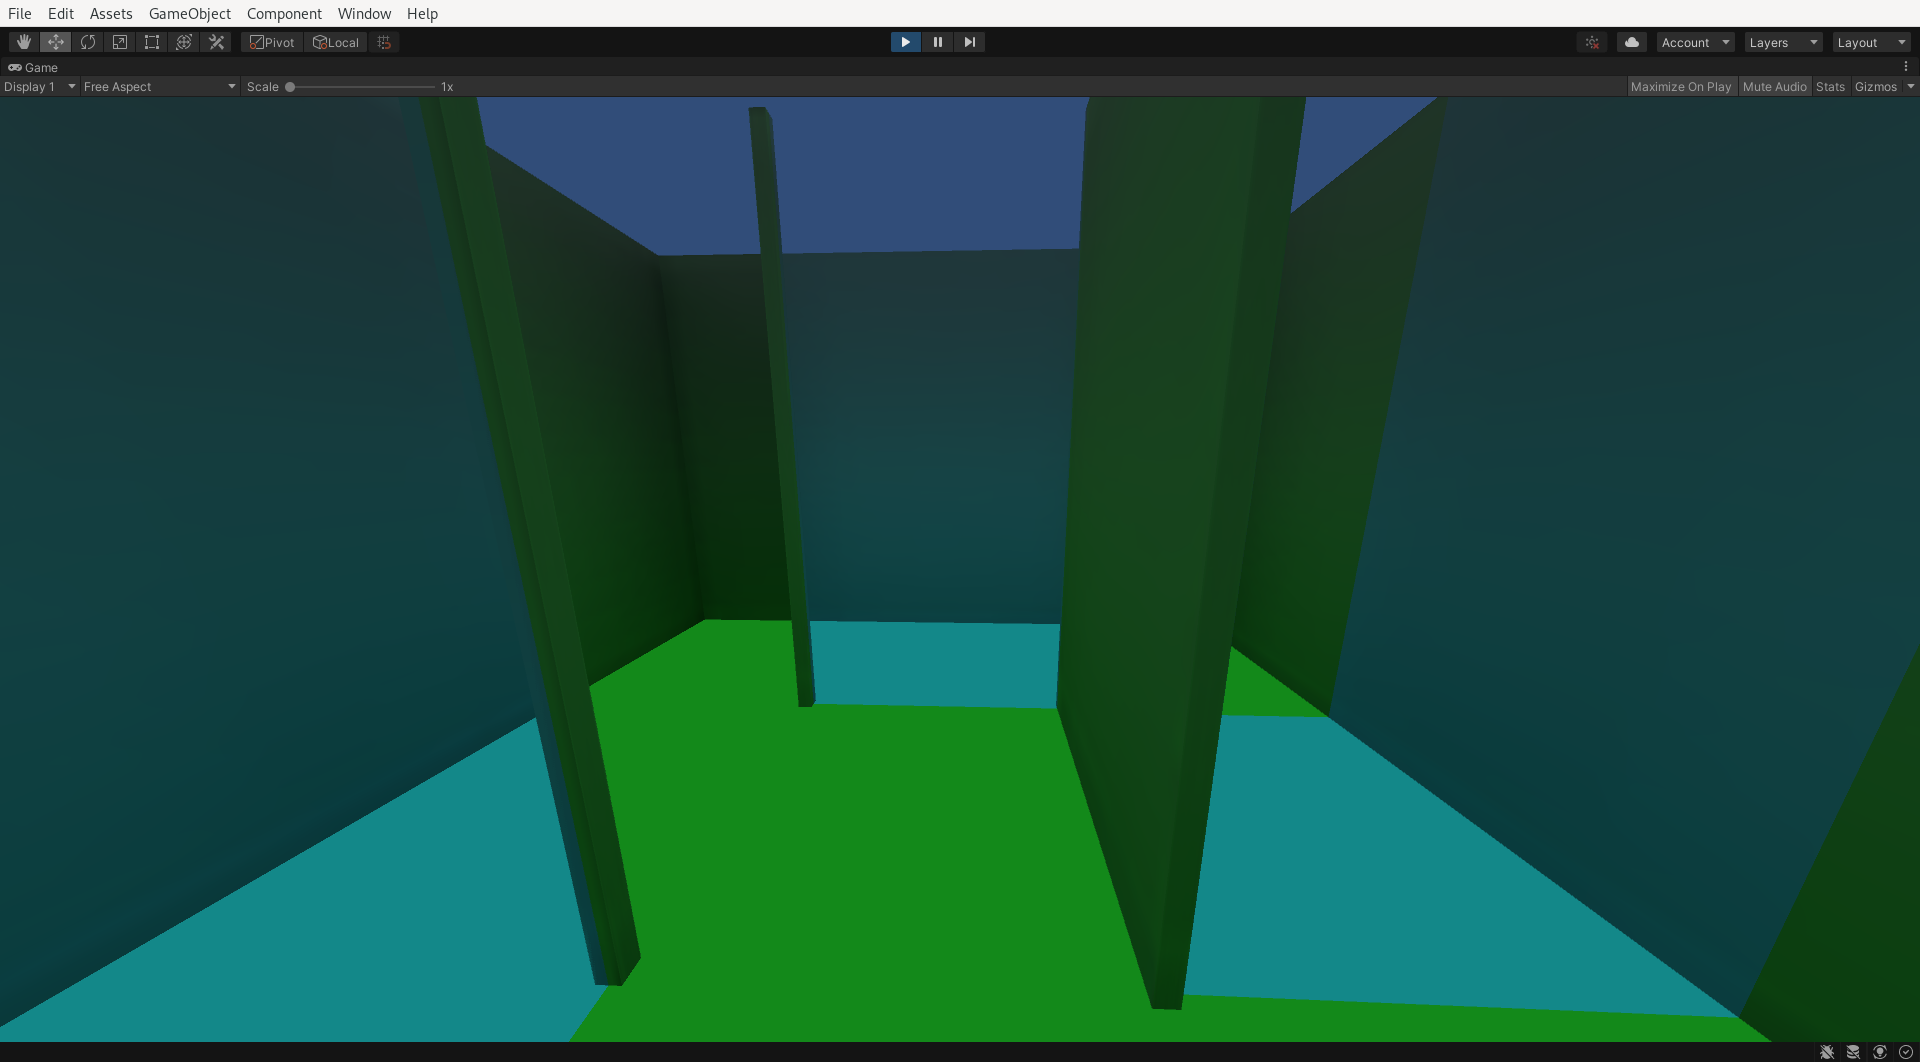 File Edit Assets GameObject Component Window Help
Pivot Local Account Layers Layout
Game
Display 1 Free Aspect Scale 1x Maximize On Play Mute Audio Stats Gizmos